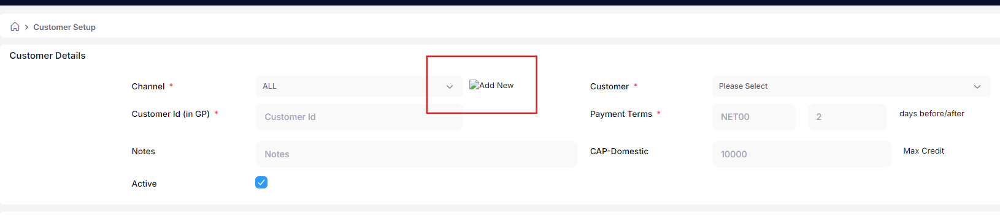 Customer Setup
Customer Details
Channel * ALL Add New Customer * Please Select
Customer Id (in GP) * Customer Id Payment Terms * NET00 2 days before/after
Notes Notes CAP-Domestic 10000 Max Credit
Active